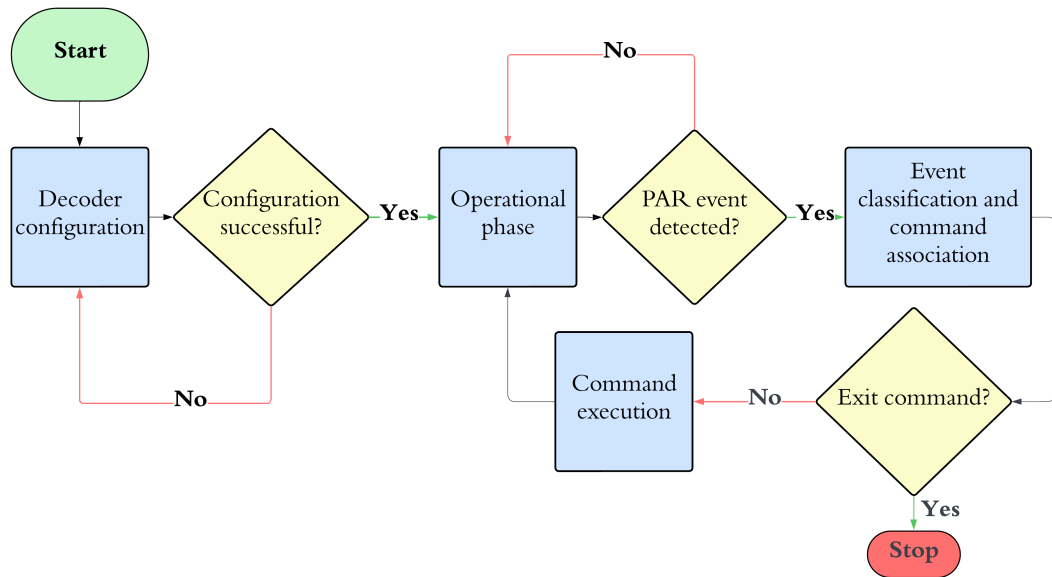 Start
No
Decoder
configuration
Configuration
successful?
Yes
Operational
phase
PAR event
detected?
Yes
Event
classification and
command
association
No
Command
execution
No
Exit command?
Yes
Stop